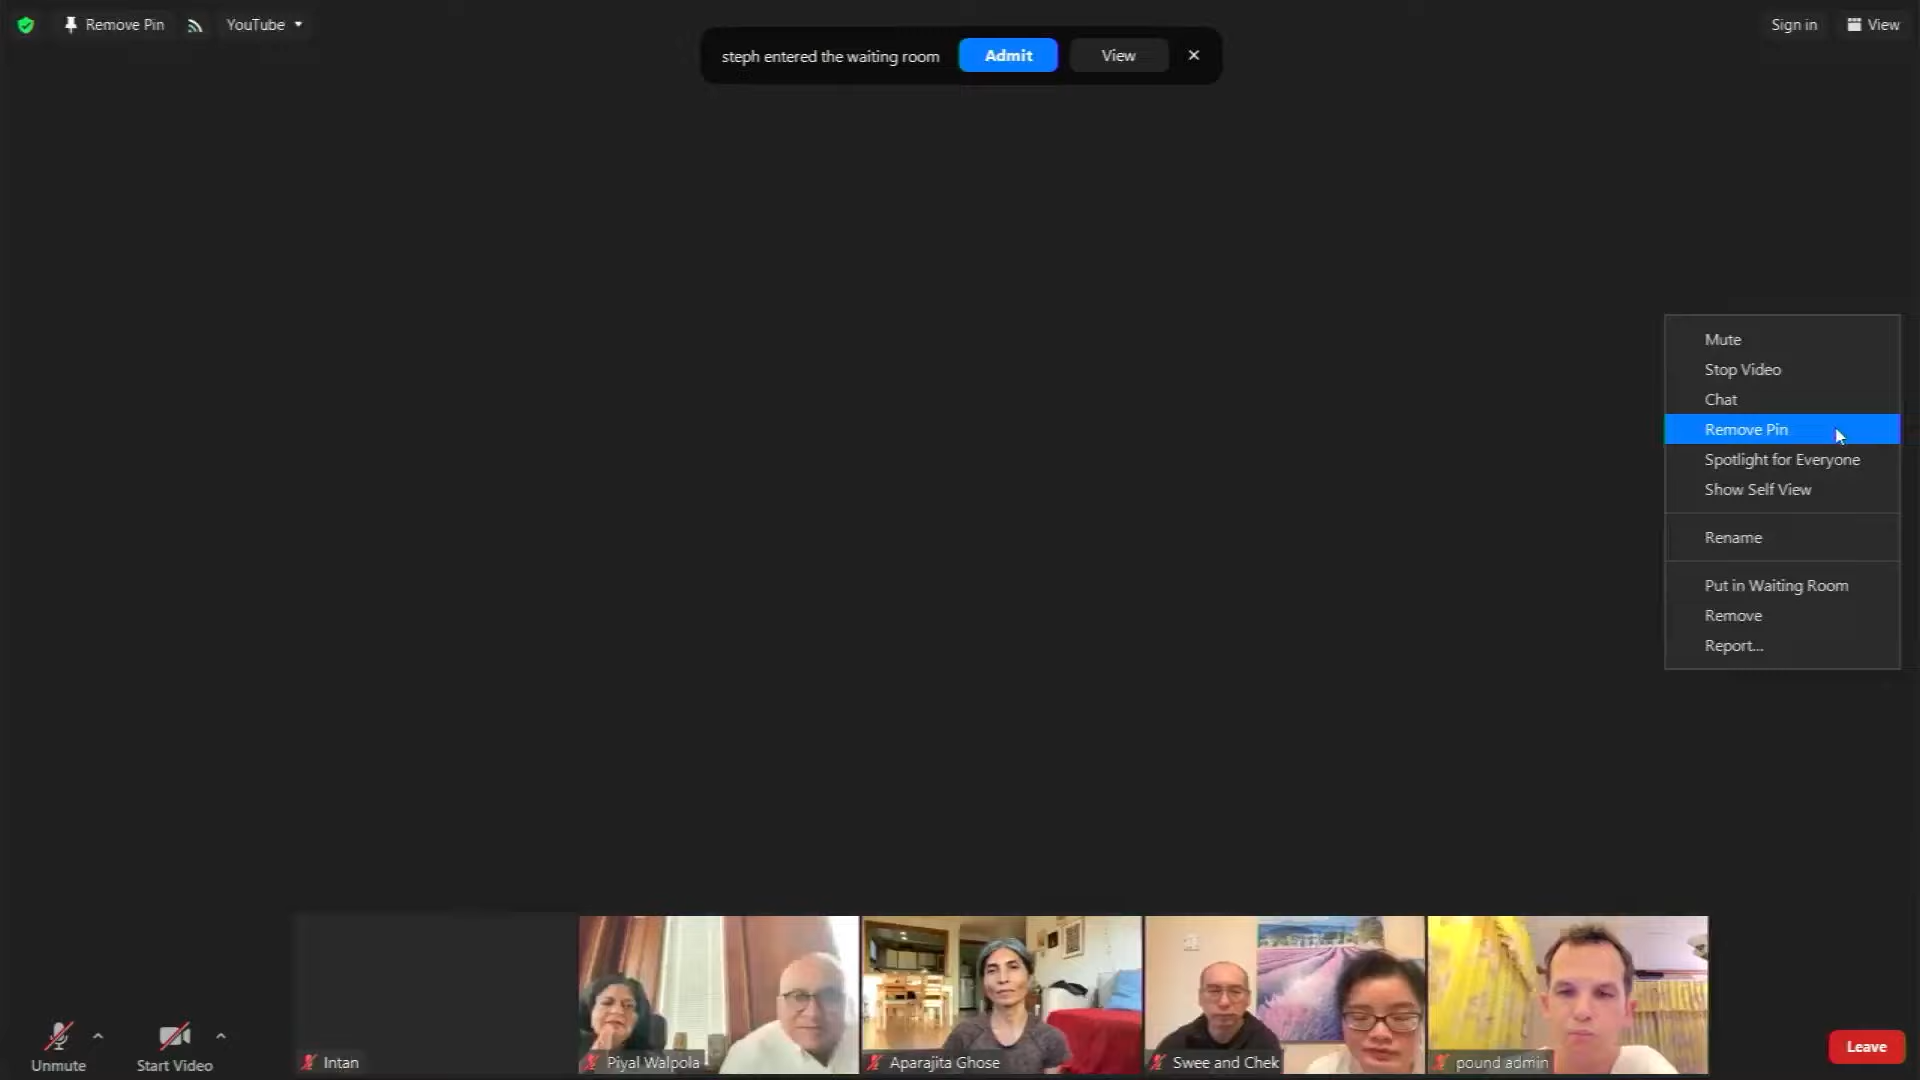 Remove Pin
YouTube
Sign in
View
steph entered the waiting room
Admit
View
Mute
Stop Video
Chat
Remove Pin
Spotlight for Everyone
Show Self View
Rename
Put in Waiting Room
Remove
Report...
Unmute
Start Video
Intan
Piyal Walpola
Aparajita Ghose
Swee and Chek
pound admin
Leave